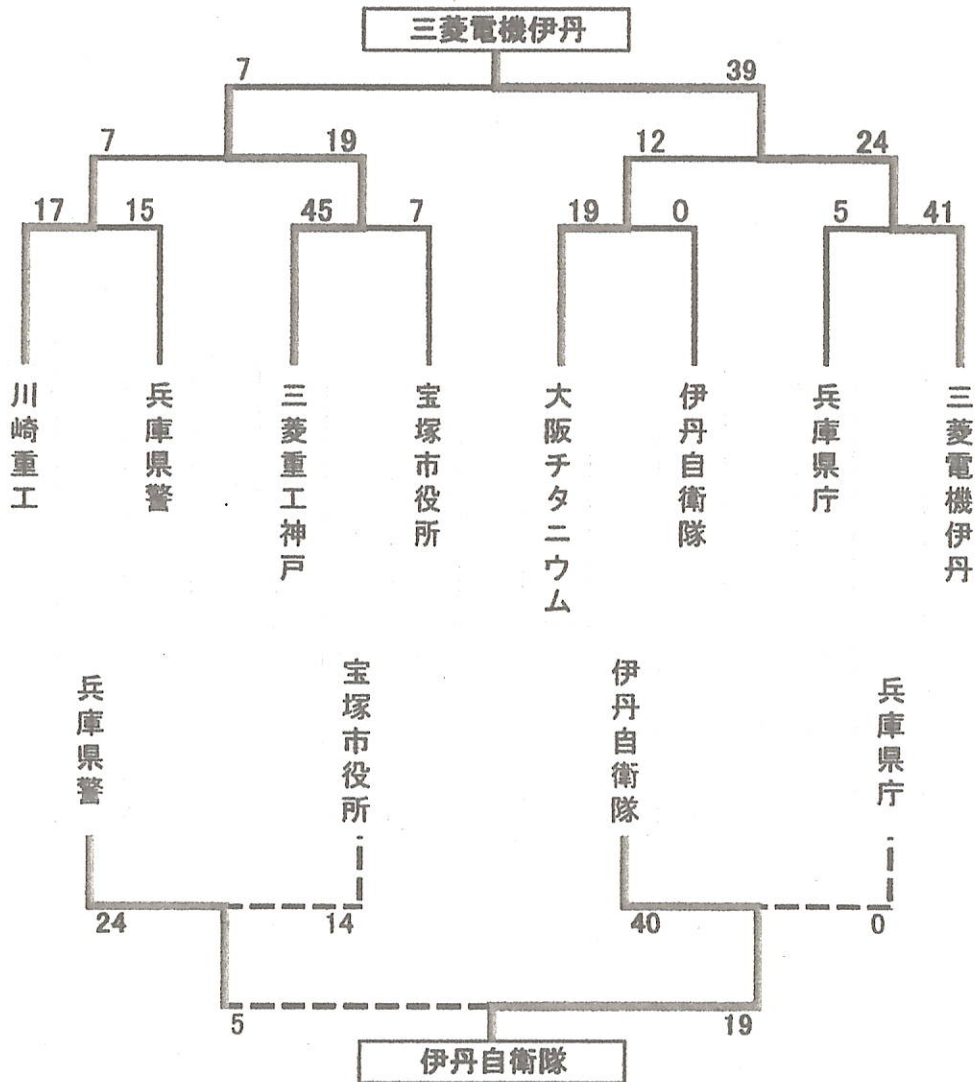 三菱電機伊丹
7 39
7 19 12 24
17 15 45 7 19 0 5 41
川崎重工
兵庫県警
三菱重工神戸
宝塚市役所
大阪チタニウム
伊丹自衛隊
兵庫県庁
三菱電機伊丹
兵庫県警
宝塚市役所
伊丹自衛隊
兵庫県庁
24 14 40 0
5 19
伊丹自衛隊